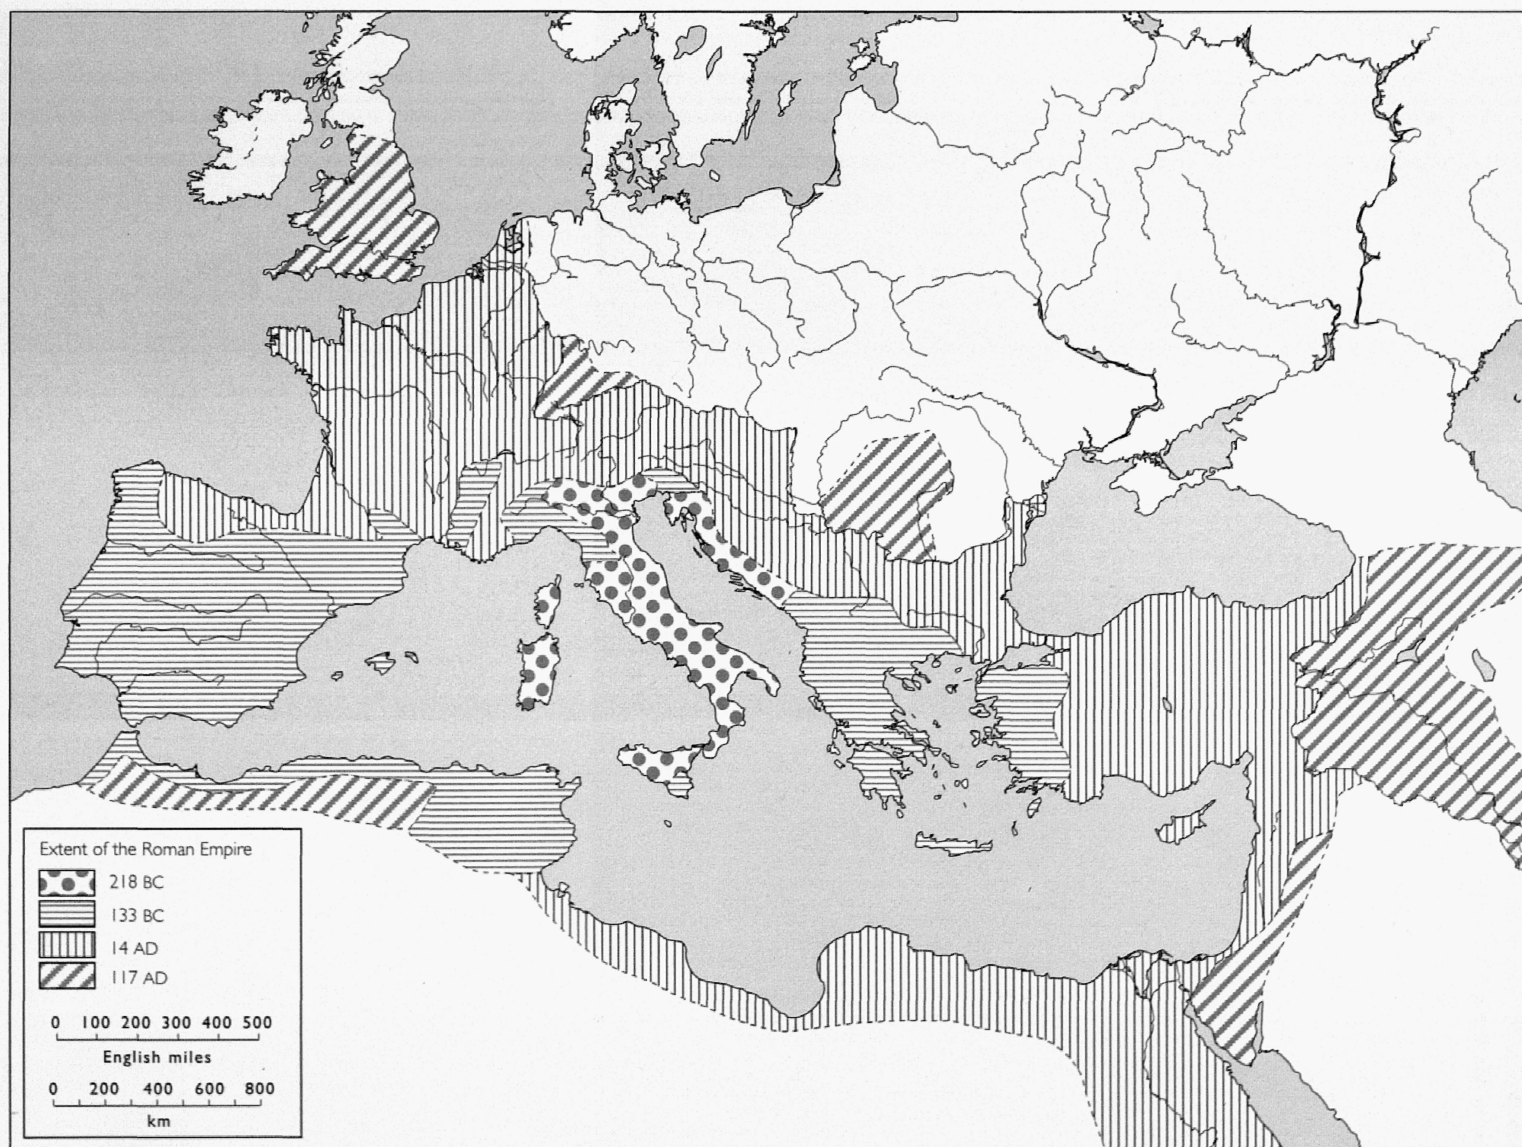 Extent of the Roman Empire
218 BC
133 BC
14 AD
117 AD
0 100 200 300 400 500
English miles
0 200 400 600 800
km